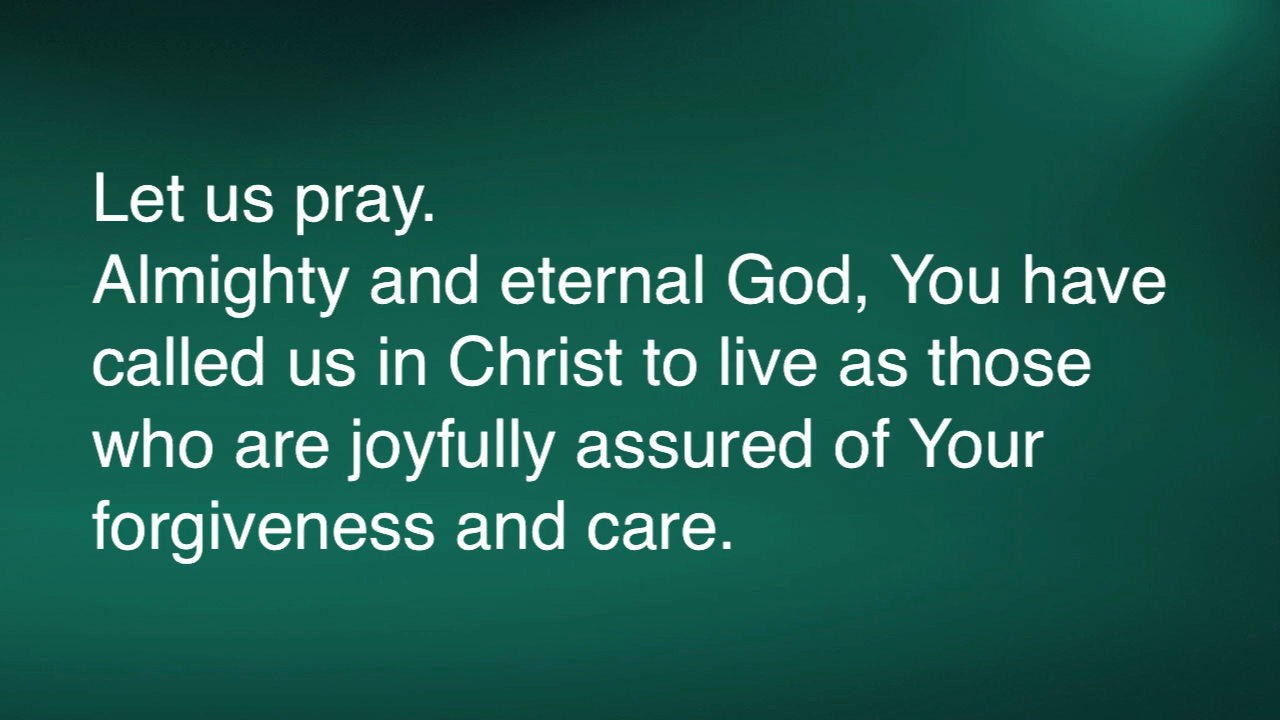 Let us pray.
Almighty and eternal God, You have
called us in Christ to live as those
who are joyfully assured of Your
forgiveness and care.